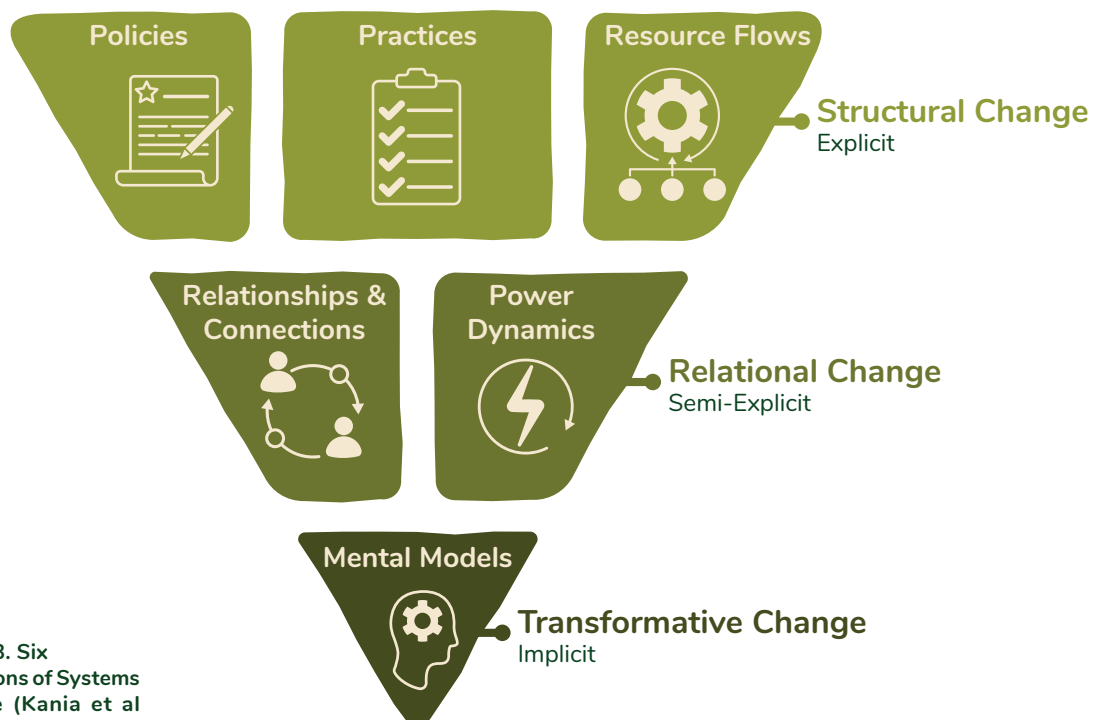 Policies
Practices
Resource Flows
Structural Change
Explicit
Relationships &
Connections
Power
Dynamics
Relational Change
Semi-Explicit
Mental Models
Transformative Change
Implicit
3. Six
ons of Systems
e (Kania et al